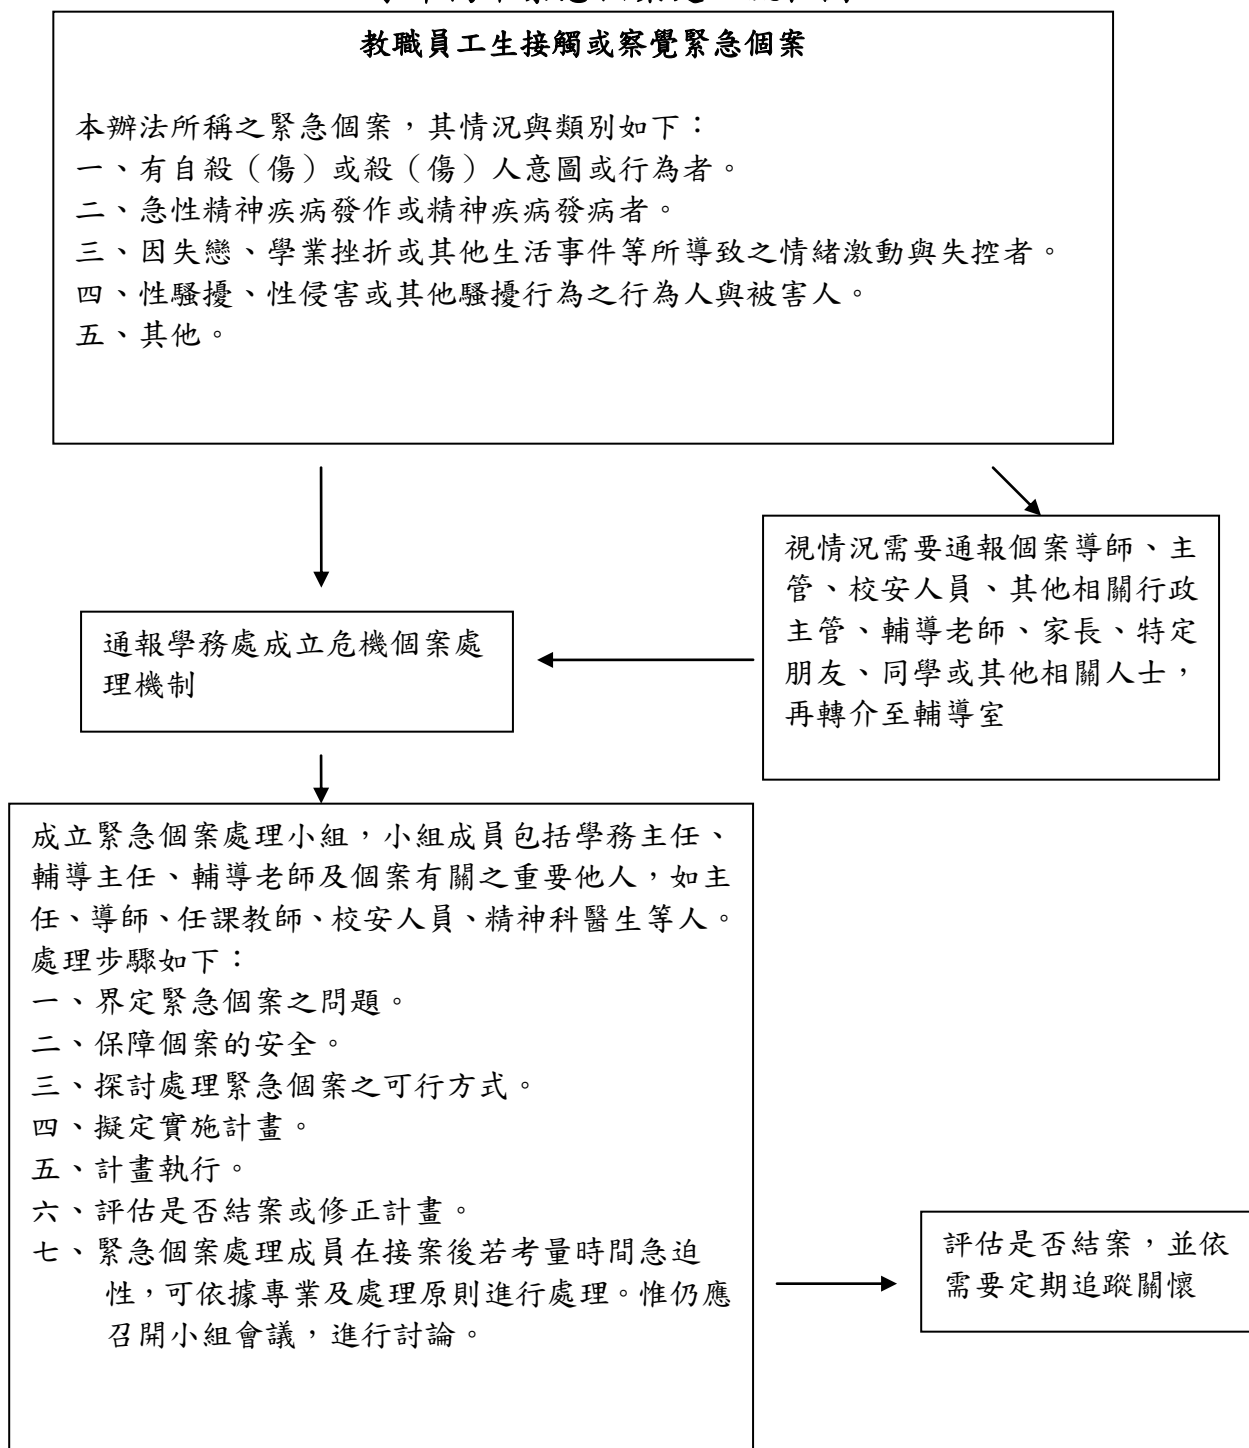 教職員工生接觸或察覺緊急個案
本辦法所稱之緊急個案，其情況與類別如下：
一、有自殺（傷）或殺（傷）人意圖或行為者。
二、急性精神疾病發作或精神疾病發病者。
三、因失戀、學業挫折或其他生活事件等所導致之情緒激動與失控者。
四、性騷擾、性侵害或其他騷擾行為之行為人與被害人。
五、其他。
視情況需要通報個案導師、主
管、校安人員、其他相關行政
主管、輔導老師、家長、特定
朋友、同學或其他相關人士，
再轉介至輔導室
通報學務處成立危機個案處
理機制
成立緊急個案處理小組，小組成員包括學務主任、
輔導主任、輔導老師及個案有關之重要他人，如主
任、導師、任課教師、校安人員、精神科醫生等人。
處理步驟如下：
一、界定緊急個案之問題。
二、保障個案的安全。
三、探討處理緊急個案之可行方式。
四、擬定實施計畫。
五、計畫執行。
六、評估是否結案或修正計畫。
七、緊急個案處理成員在接案後若考量時間急迫
性，可依據專業及處理原則進行處理。惟仍應
召開小組會議，進行討論。
評估是否結案，並依
需要定期追蹤關懷